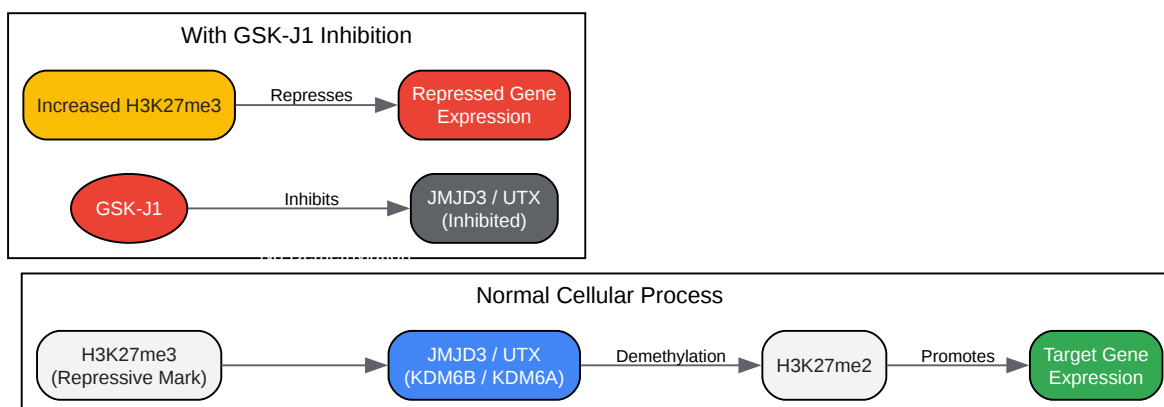 With GSK-J1 Inhibition
Increased H3K27me3
Represses
Repressed Gene
Expression
GSK-J1
Inhibits
JMJD3 / UTX
(Inhibited)
Normal Cellular Process
H3K27me3
(Repressive Mark)
JMJD3 / UTX
(KDM6B / KDM6A)
Demethylation
H3K27me2
Promotes
Target Gene
Expression